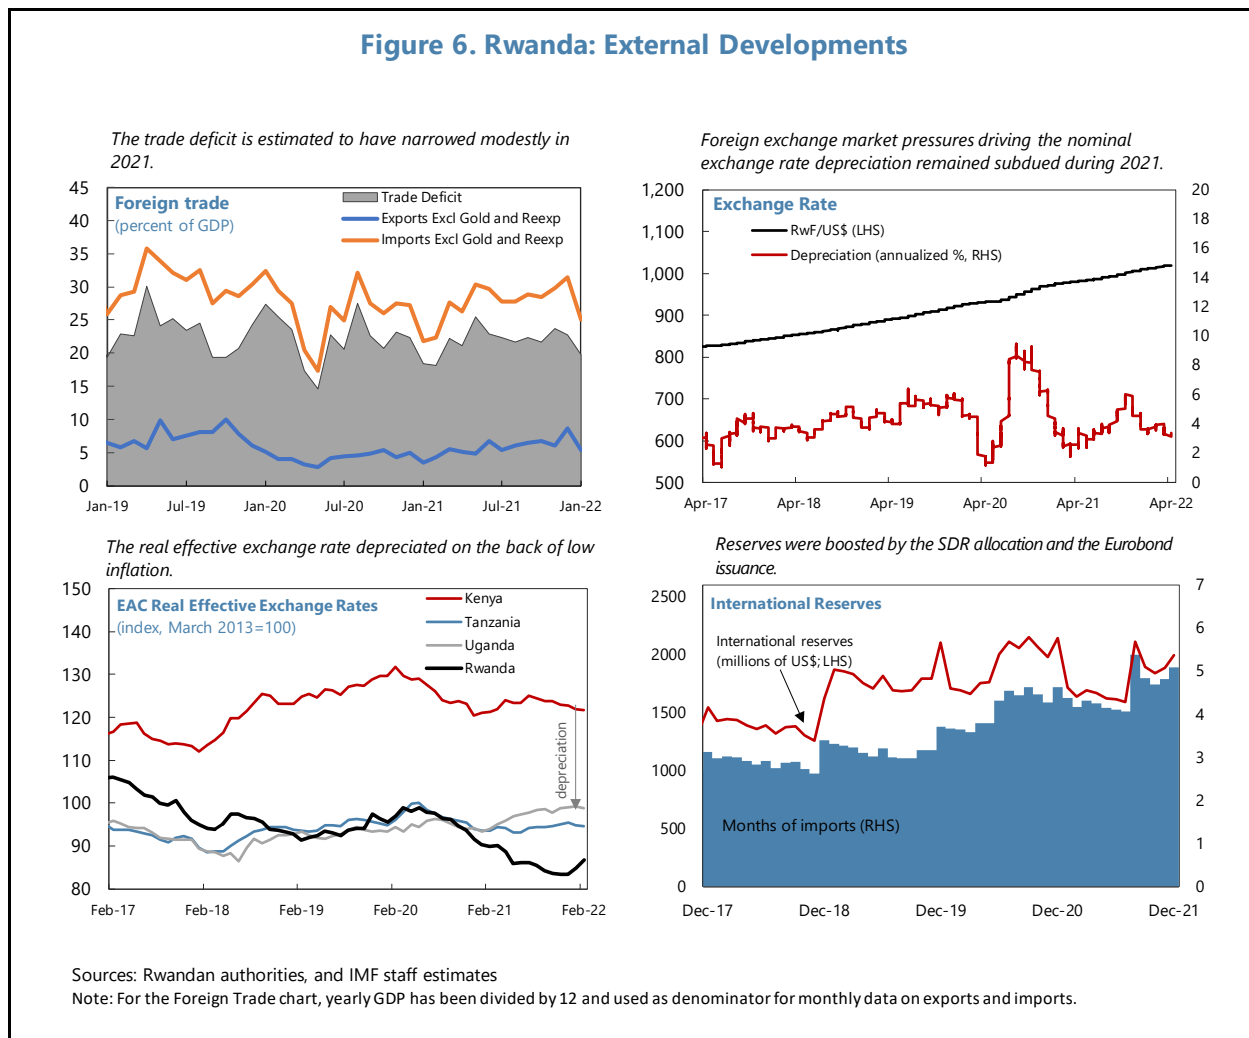 Figure 6. Rwanda: External Developments
The trade deficit is estimated to have narrowed modestly in
2021.
45
40
35
30
25
20
15
10
5
0
Foreign trade
(percent of GDP)
Trade Deficit
Exports Excl Gold and Reexp
Imports Excl Gold and Reexp
Jan-19
Jul-19
Jan-20
Jul-20
Jan-21
Jul-21
Jan-22
Foreign exchange market pressures driving the nominal
exchange rate depreciation remained subdued during 2021.
1,200
1,100
1,000
900
800
700
600
500
Exchange Rate
RwF/US$ (LHS)
Depreciation (annualized %, RHS)
20
18
16
14
12
10
8
6
4
2
0
Apr-17
Apr-18
Apr-19
Apr-20
Apr-21
Apr-22
The real effective exchange rate depreciated on the back of low
inflation.
150
140
130
120
110
100
90
80
EAC Real Effective Exchange Rates
(index, March 2013=100)
Kenya
Tanzania
Uganda
Rwanda
depreciation
Feb-17
Feb-18
Feb-19
Feb-20
Feb-21
Feb-22
Reserves were boosted by the SDR allocation and the Eurobond
issuance.
2500
2000
1500
1000
500
0
International Reserves
International reserves
(millions of US$; LHS)
Months of imports (RHS)
7
6
5
4
3
2
1
0
Dec-17
Dec-18
Dec-19
Dec-20
Dec-21
Sources: Rwandan authorities, and IMF staff estimates
Note: For the Foreign Trade chart, yearly GDP has been divided by 12 and used as denominator for monthly data on exports and imports.